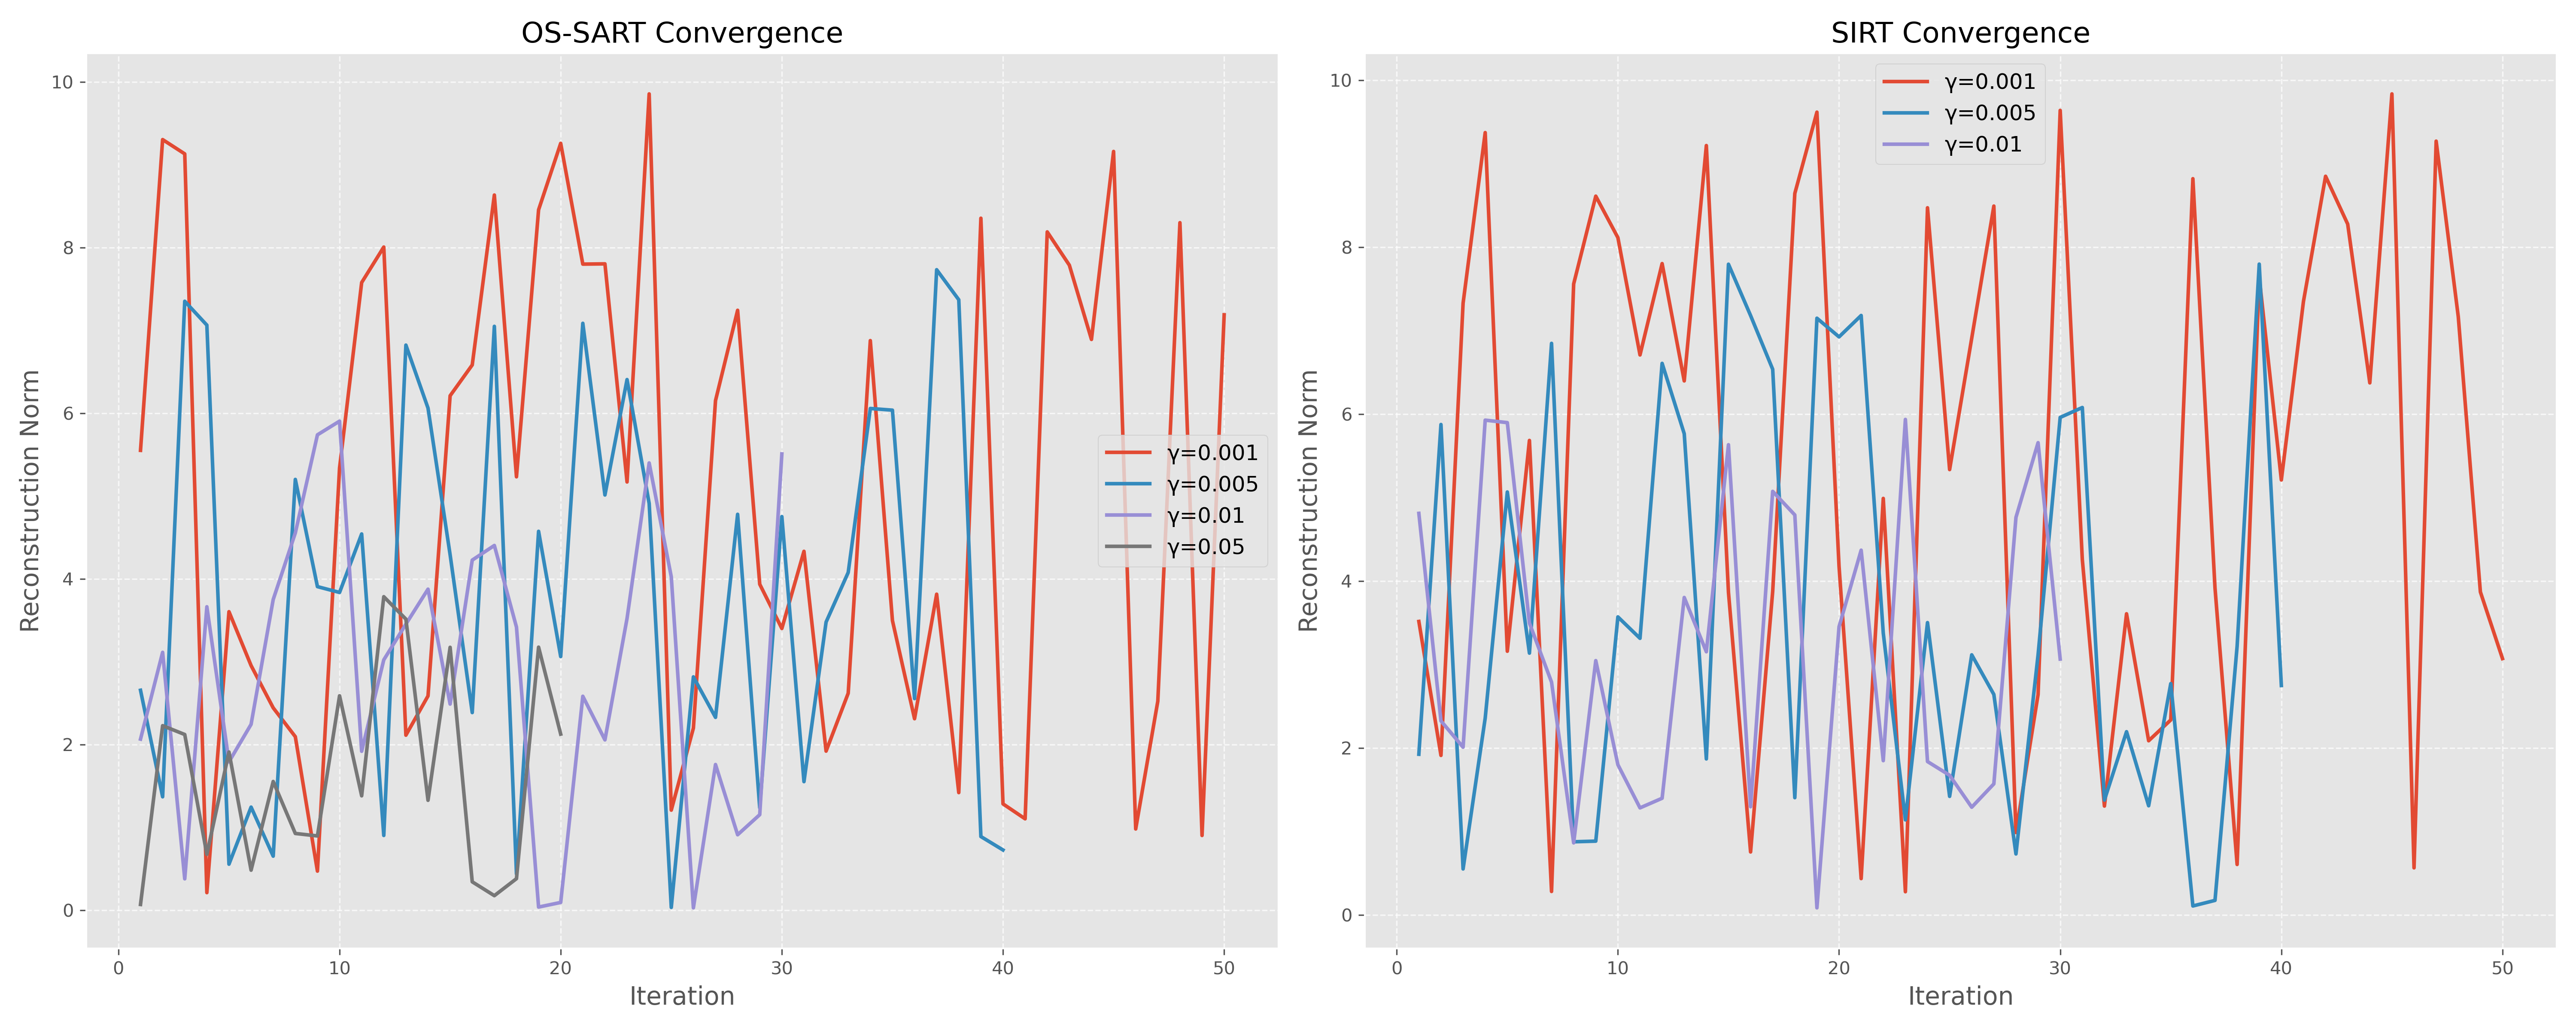 OS-SART Convergence
10
8
6
4
2
0
Reconstruction Norm
γ=0.001
γ=0.005
γ=0.01
γ=0.05
0 10 20 30 40 50
Iteration
SIRT Convergence
10
8
6
4
2
0
Reconstruction Norm
γ=0.001
γ=0.005
γ=0.01
0 10 20 30 40 50
Iteration